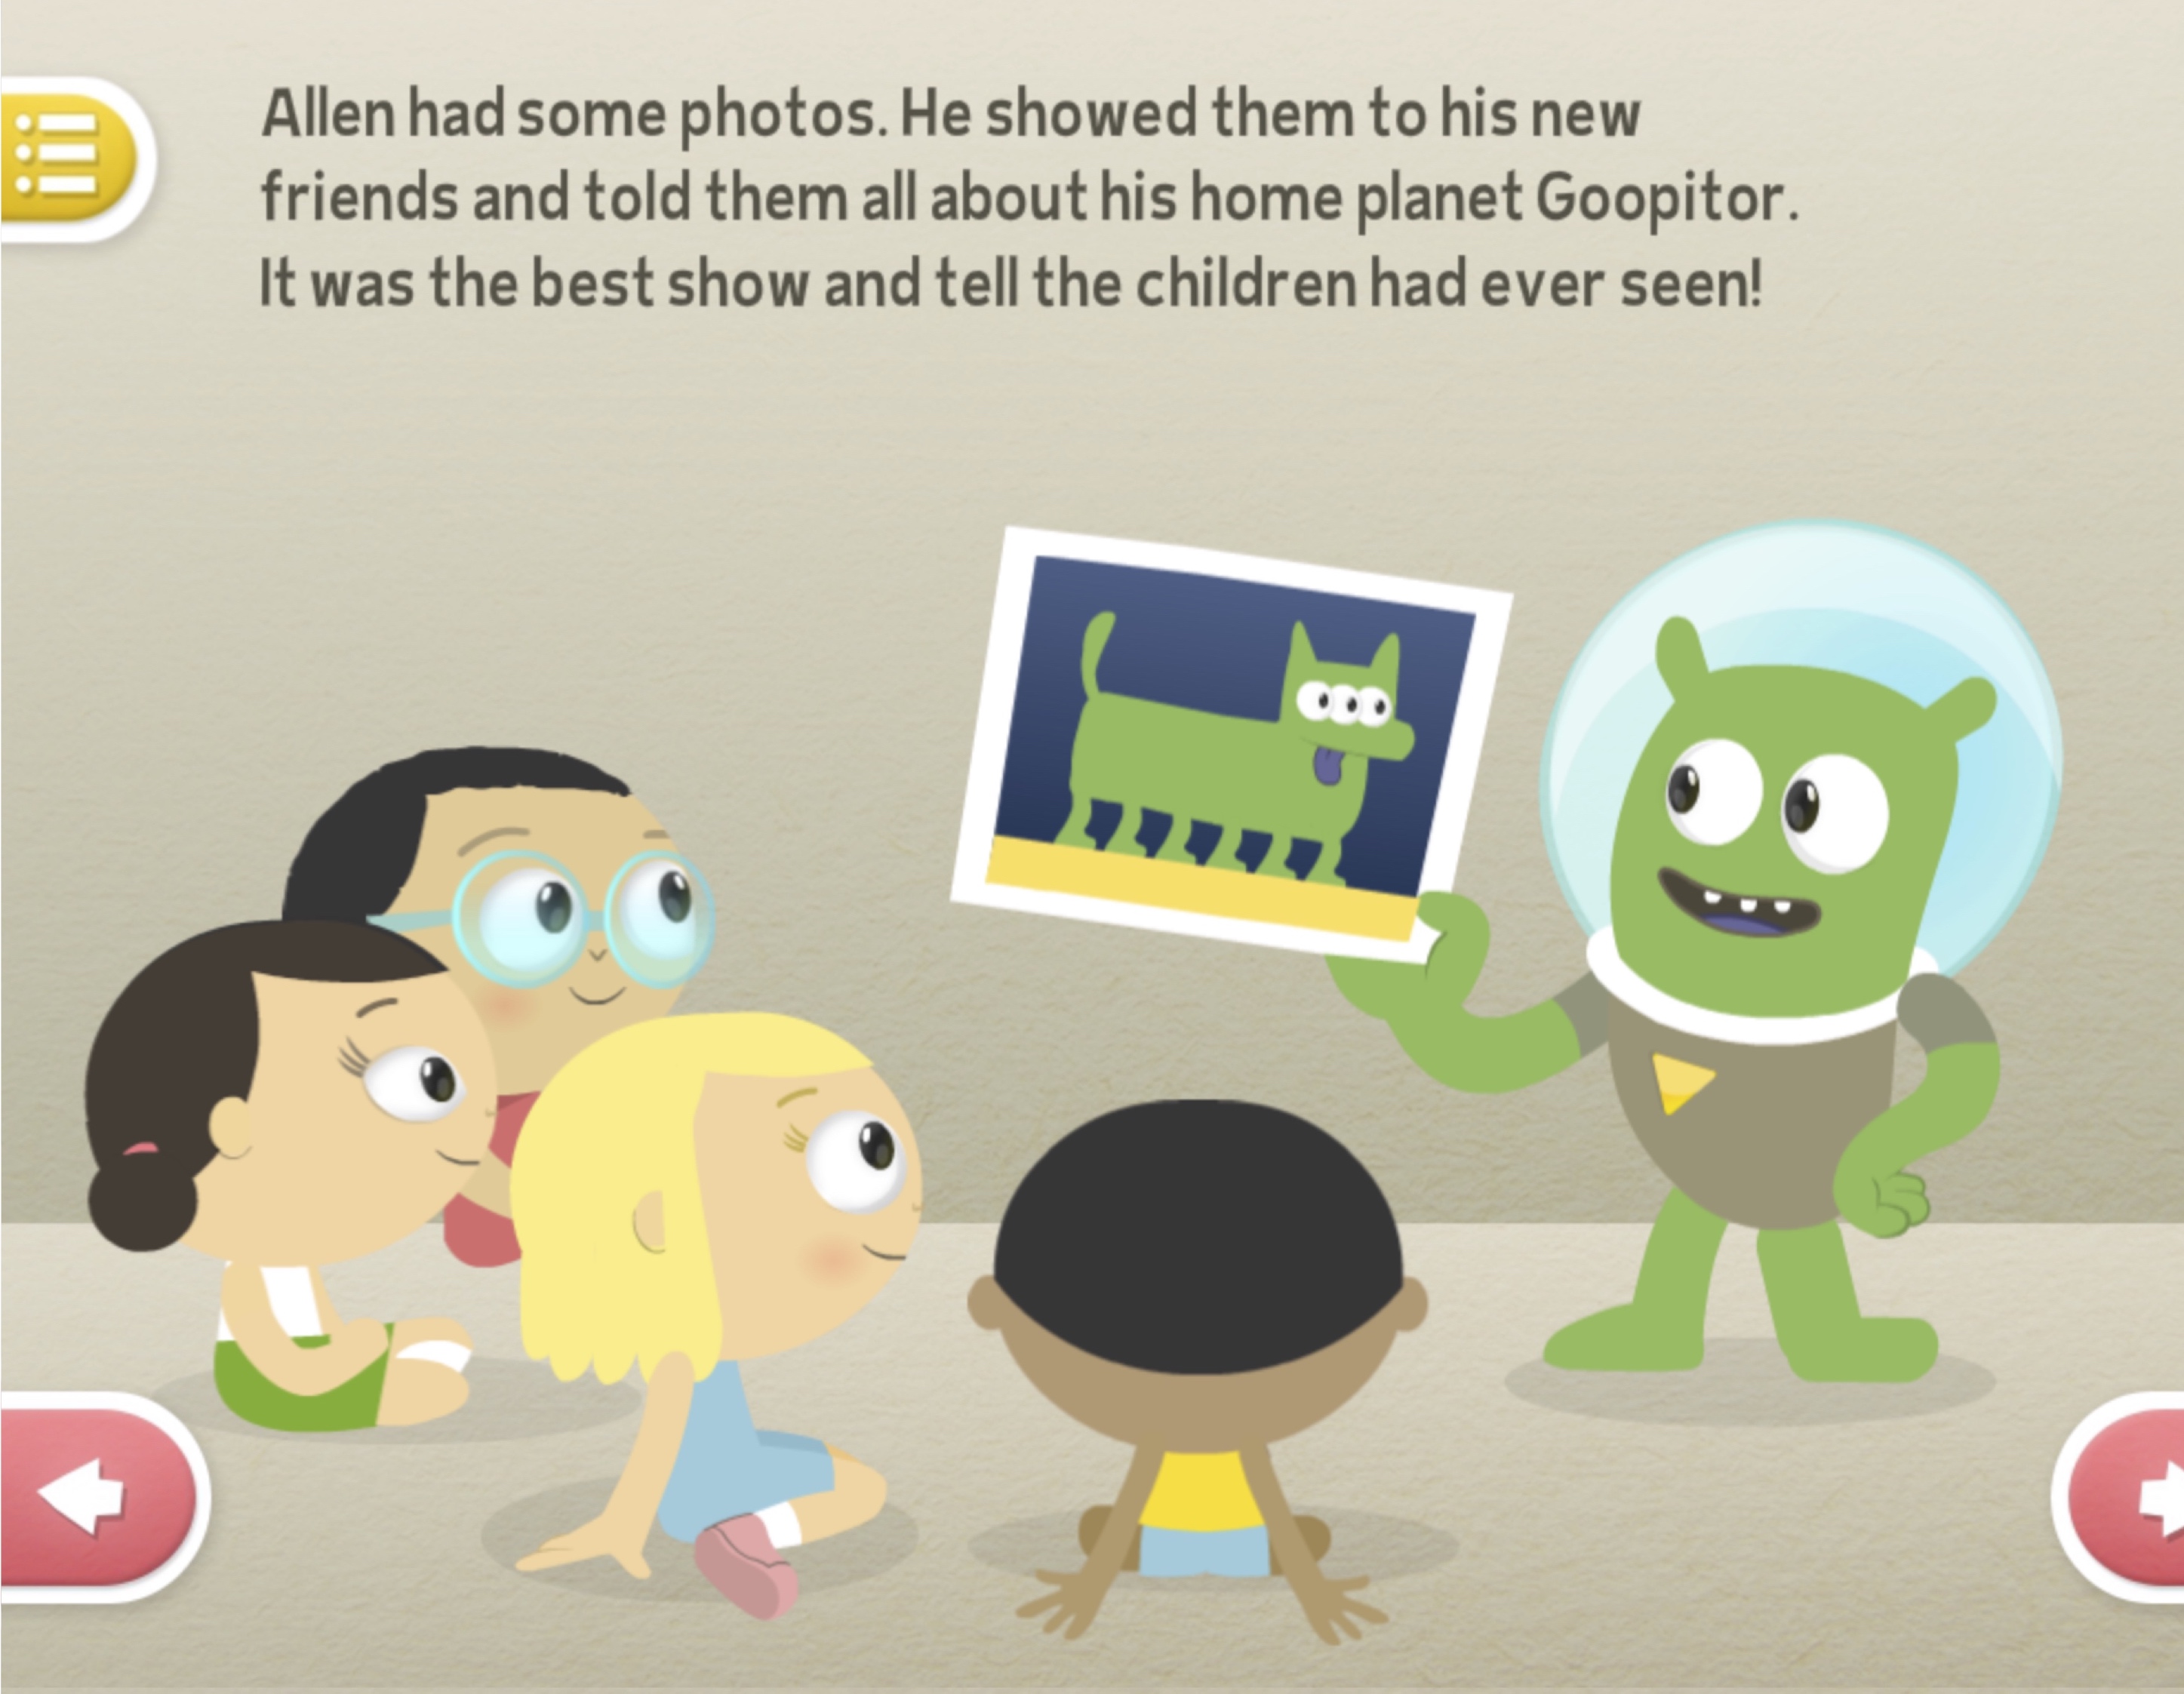 Allen had some photos. He showed them to his new
friends and told them all about his home planet Goopitor.
It was the best show and tell the children had ever seen!